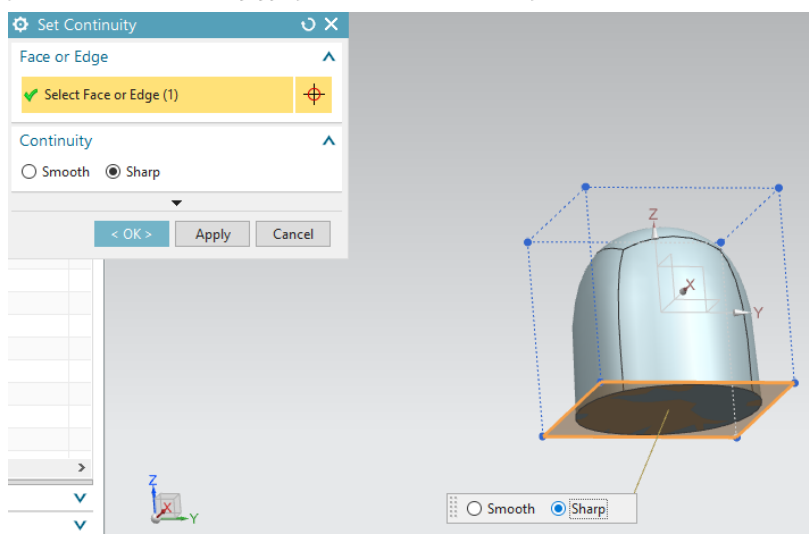 Set Continuity
Face or Edge
Select Face or Edge (1)
Continuity
Smooth Sharp
< OK > Apply Cancel
Z
X
Y
Z
X
Y
Smooth Sharp